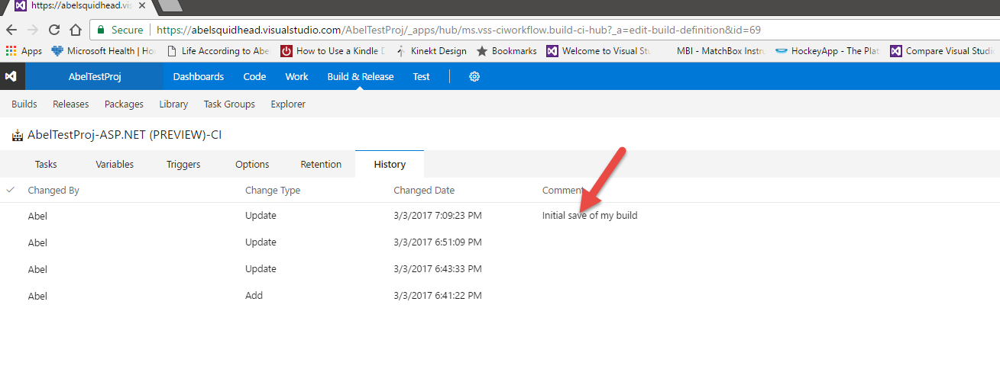 https://abelsquidhead.vis
Secure https://abelsquidhead.visualstudio.com/AbelTestProj/_apps/hub/ms.vss-ciworkflow.build-ci-hub?_a=edit-build-definition&id=69
Apps Microsoft Health | Ho Life According to Abe How to Use a Kindle D Kinekt Design Bookmarks Welcome to Visual Stu MBI - MatchBox Instru HockeyApp - The Plat Compare Visual Studio
AbelTestProj Dashboards Code Work Build & Release Test
Builds Releases Packages Library Task Groups Explorer
AbelTestProj-ASP.NET (PREVIEW)-CI
Tasks Variables Triggers Options Retention History
Changed By Change Type Changed Date Comment
Abel Update 3/3/2017 7:09:23 PM Initial save of my build
Abel Update 3/3/2017 6:51:09 PM
Abel Update 3/3/2017 6:43:33 PM
Abel Add 3/3/2017 6:41:22 PM